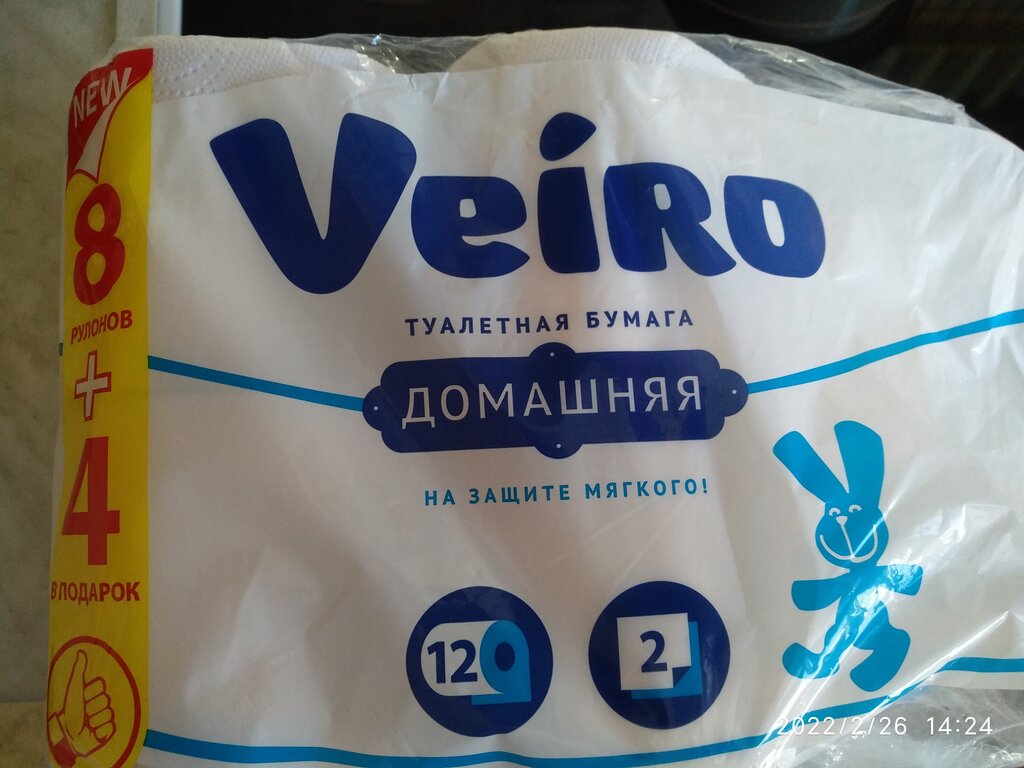 NEW
8
РУЛОНОВ
+
4
В ПОДАРОК
Veiro
ТУАЛЕТНАЯ БУМАГА
ДОМАШНЯЯ
НА ЗАЩИТЕ МЯГКОГО!
12
2
2022/2/26 14:24